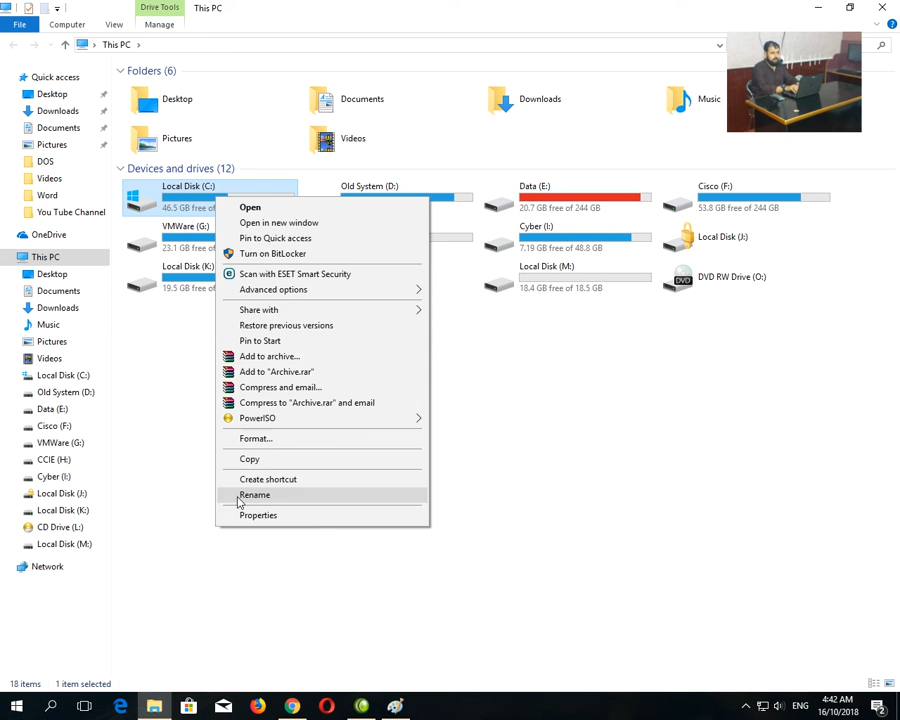 Drive Tools
This PC
File
Computer
View
Manage
This PC
Quick access
Desktop
Downloads
Documents
Pictures
DOS
Videos
Word
You Tube Channel
OneDrive
This PC
Desktop
Documents
Downloads
Music
Pictures
Videos
Local Disk (C:)
Old System (D:)
Data (E:)
Cisco (F:)
VMWare (G:)
CCIE (H:)
Cyber (I:)
Local Disk (J:)
Local Disk (K:)
CD Drive (L:)
Local Disk (M:)
Network
Folders (6)
Desktop
Documents
Downloads
Music
Pictures
Videos
Devices and drives (12)
Local Disk (C:)
46.5 GB free of
Old System (D:)
Data (E:)
20.7 GB free of 244 GB
Cisco (F:)
53.8 GB free of 244 GB
VMWare (G:)
23.1 GB free of
Cyber (I:)
7.19 GB free of 48.8 GB
Local Disk (J:)
Local Disk (K:)
19.5 GB free of
Local Disk (M:)
18.4 GB free of 18.5 GB
DVD RW Drive (O:)
DVD
Open
Open in new window
Pin to Quick access
Turn on BitLocker
Scan with ESET Smart Security
Advanced options
Share with
Restore previous versions
Pin to Start
Add to archive...
Add to "Archive.rar"
Compress and email...
Compress to "Archive.rar" and email
PowerISO
Format...
Copy
Create shortcut
Rename
Properties
18 items
1 item selected
ENG
4:42 AM
16/10/2018
2